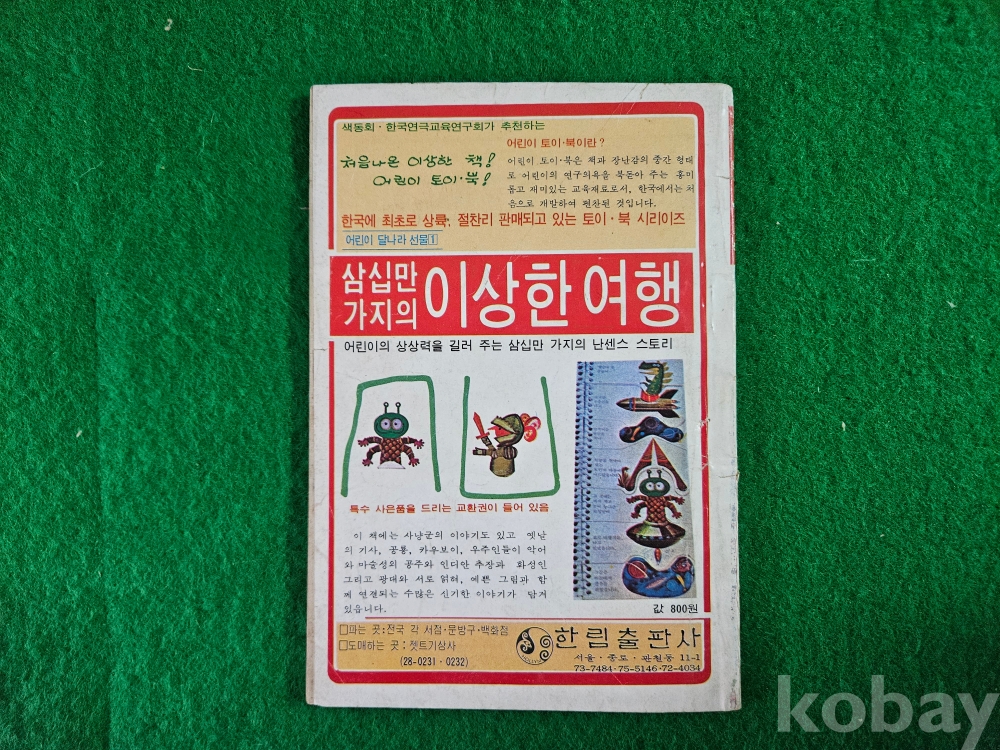 색동회·한국연극교육연구회가 추천하는
처음나온 이상한 책!
어린이 토이·뿍!
어린이 토이·북이란?
어린이 토이·북은 책과 장난감의 중간 형태
로 어린이의 연구의욕을 북돋아 주는 흥미
롭고 재미있는 교육재료로서, 한국에서는 처
음으로 개발하여 편찬된 것입니다.
한국에 최초로 상륙, 절찬리 판매되고 있는 토이·북 시리이즈
어린이 달나라 선물①
삼십만
가지의
이상한 여행
어린이의 상상력을 길러 주는 삼십만 가지의 난센스 스토리
특수 사은품을 드리는 교환권이 들어 있음
이 책에는 사냥군의 이야기도 있고 옛날
의 기사, 공룡, 카우보이, 우주인들이 악어
와 마술성의 공주와 인디안 추장과 화성인
그리고 광대와 서로 얽혀, 예쁜 그림과 함
께 연결되는 수많은 신기한 이야기가 담겨
있읍니다.
값 800원
□파는 곳:전국 각 서점·문방구·백화점
□도매하는 곳:젯트기상사
(28-0231·0232)
한림출판사
서울·종로·관철동 11-1
73-7484·75-5146·72-4034
kobay